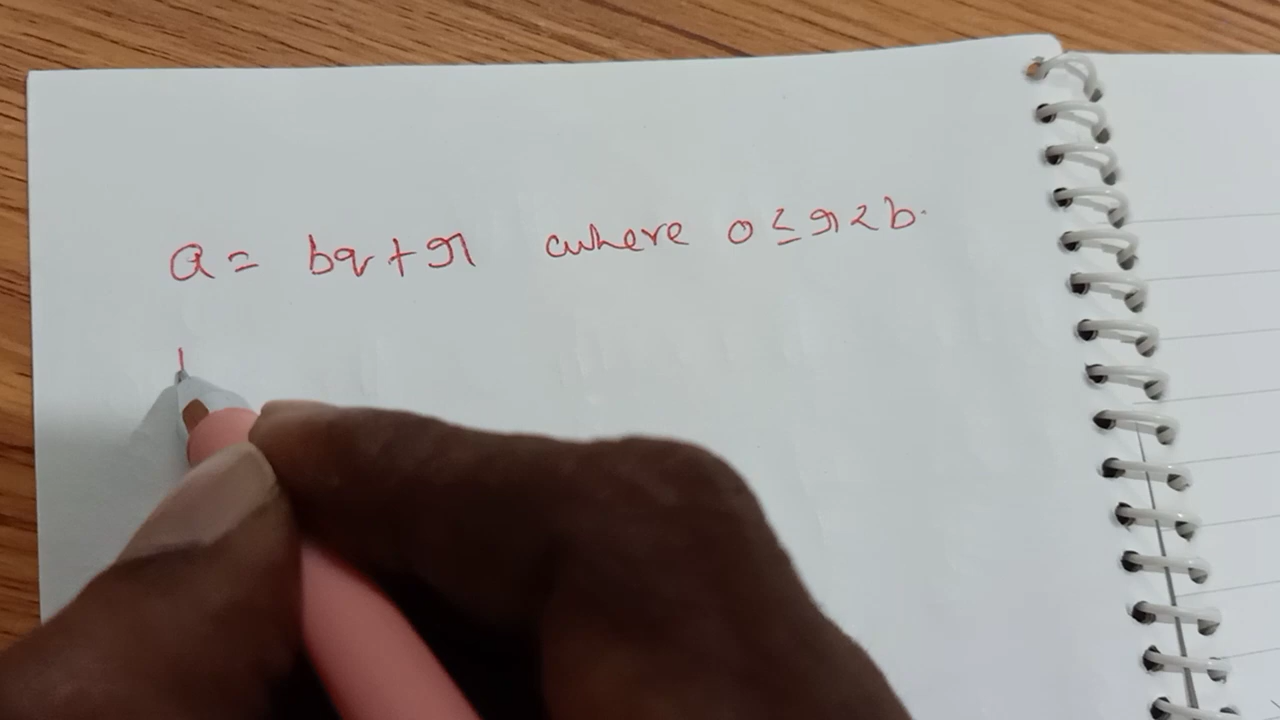 a = bq + r where 0 ≤ r < b.